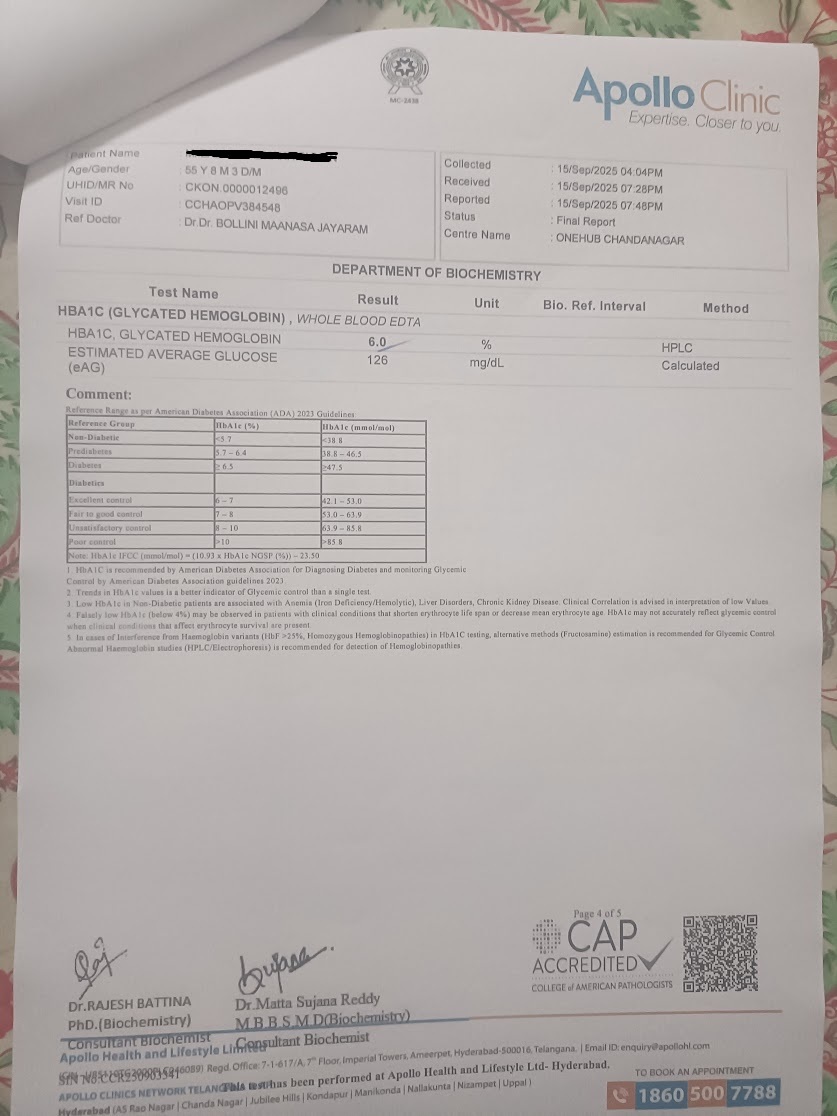 MC-2438
Apollo Clinic
Expertise. Closer to you.
Patient Name
Age/Gender : 55 Y 8 M 3 D/M
UHID/MR No : CKON.0000012496
Visit ID : CCHAOPV384548
Ref Doctor : Dr.Dr. BOLLINI MAANASA JAYARAM
Collected : 15/Sep/2025 04:04PM
Received : 15/Sep/2025 07:28PM
Reported : 15/Sep/2025 07:48PM
Status : Final Report
Centre Name : ONEHUB CHANDANAGAR
DEPARTMENT OF BIOCHEMISTRY
Test Name Result Unit Bio. Ref. Interval Method
HBA1C (GLYCATED HEMOGLOBIN) , WHOLE BLOOD EDTA
HBA1C, GLYCATED HEMOGLOBIN 6.0 % HPLC
ESTIMATED AVERAGE GLUCOSE 126 mg/dL Calculated
(eAG)
Comment:
Reference Range as per American Diabetes Association (ADA) 2023 Guidelines
Reference Group HbA1c (%) HbA1c (mmol/mol)
Non-Diabetic <5.7 <38.8
Prediabetes 5.7 – 6.4 38.8 – 46.5
Diabetes ≥ 6.5 ≥47.5
Diabetics
Excellent control 6 – 7 42.1 – 53.0
Fair to good control 7 – 8 53.0 – 63.9
Unsatisfactory control 8 – 10 63.9 – 85.8
Poor control >10 >85.8
Note: HbA1c IFCC (mmol/mol) = (10.93 x HbA1c NGSP (%)) – 23.50
1. HbA1C is recommended by American Diabetes Association for Diagnosing Diabetes and monitoring Glycemic
Control by American Diabetes Association guidelines 2023.
2. Trends in HbA1c values is a better indicator of Glycemic control than a single test.
3. Low HbA1c in Non-Diabetic patients are associated with Anemia (Iron Deficiency/Hemolytic), Liver Disorders, Chronic Kidney Disease. Clinical Correlation is advised in interpretation of low Values.
4. Falsely low HbA1c (below 4%) may be observed in patients with clinical conditions that shorten erythrocyte life span or decrease mean erythrocyte age. HbA1c may not accurately reflect glycemic control
when clinical conditions that affect erythrocyte survival are present.
5. In cases of Interference from Haemoglobin variants (HbF >25%, Homozygous Hemoglobinopathies) in HbA1C testing, alternative methods (Fructosamine) estimation is recommended for Glycemic Control
Abnormal Haemoglobin studies (HPLC/Electrophoresis) is recommended for detection of Hemoglobinopathies.
Page 4 of 5
CAP
ACCREDITED
COLLEGE of AMERICAN PATHOLOGISTS
Sujana
Dr.RAJESH BATTINA
PhD.(Biochemistry)
Consultant Biochemist
Dr.Matta Sujana Reddy
M.B.B.S,M.D(Biochemistry)
Consultant Biochemist
Apollo Health and Lifestyle Limited
Regd. Office: 7-1-617/A, 7th Floor, Imperial Towers, Ameerpet, Hyderabad-500016, Telangana. | Email ID: enquiry@apollohl.com
SIN No:CCR250903341
This test has been performed at Apollo Health and Lifestyle Ltd- Hyderabad.
APOLLO CLINICS NETWORK
Hyderabad (AS Rao Nagar | Chanda Nagar | Jubilee Hills | Kondapur | Manikonda | Nallakunta | Nizampet | Uppal)
TO BOOK AN APPOINTMENT
1860 500 7788